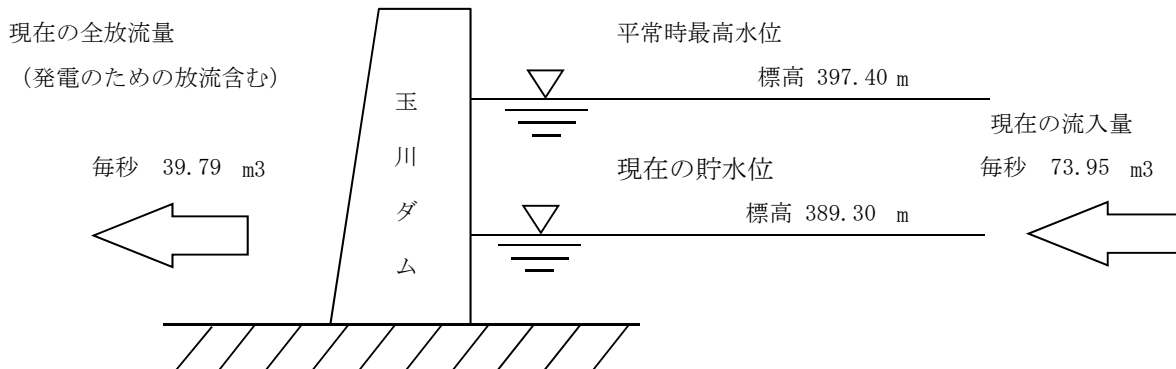 現在の全放流量
（発電のための放流含む）
毎秒 39.79 m3
玉川ダム
平常時最高水位
標高 397.40 m
現在の貯水位
標高 389.30 m
現在の流入量
毎秒 73.95 m3